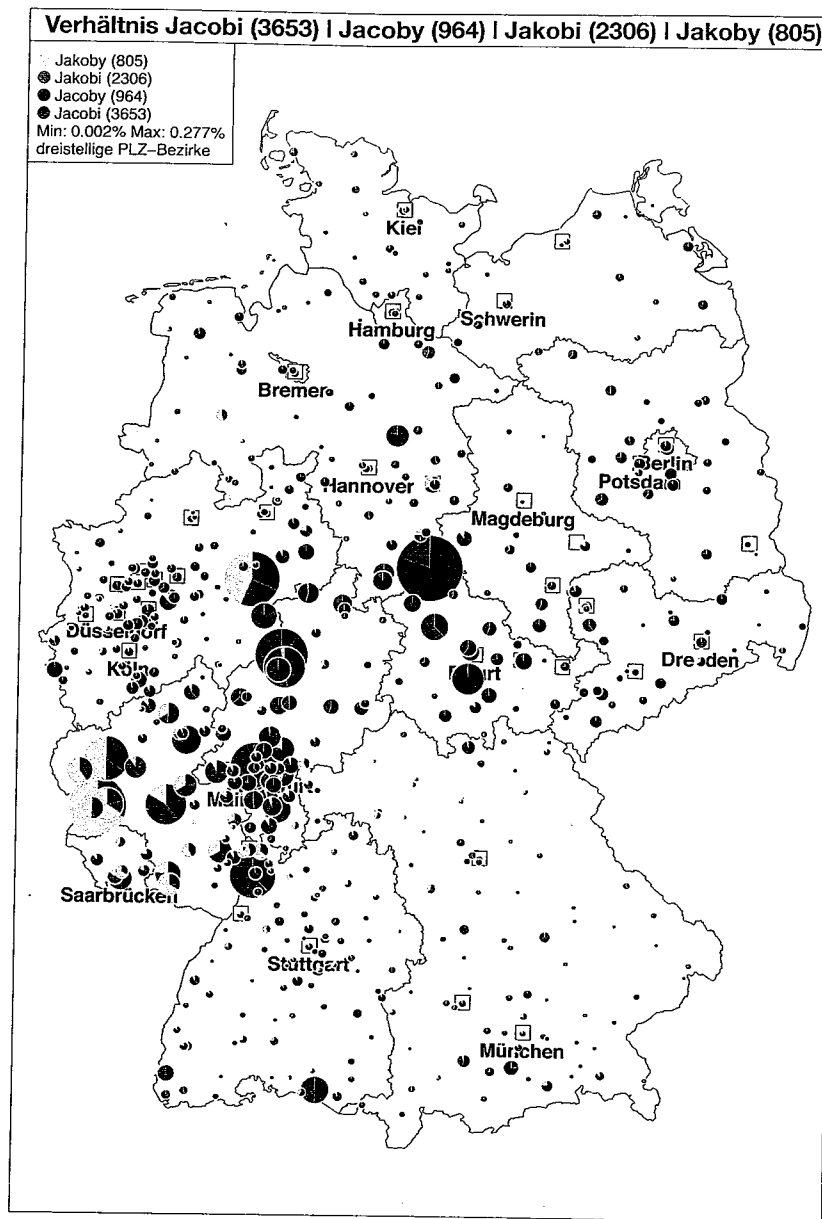 Verhältnis Jacobi (3653) | Jacoby (964) | Jakobi (2306) | Jakoby (805)
Jakoby (805)
Jakobi (2306)
Jacoby (964)
Jacobi (3653)
Min: 0.002% Max: 0.277%
dreistellige PLZ-Bezirke
Kiel
Schwerin
Hamburg
Bremen
Berlin
Hannover
Potsdam
Magdeburg
Düsseldorf
Köln
Dresden
Saarbrücken
Stuttgart
München